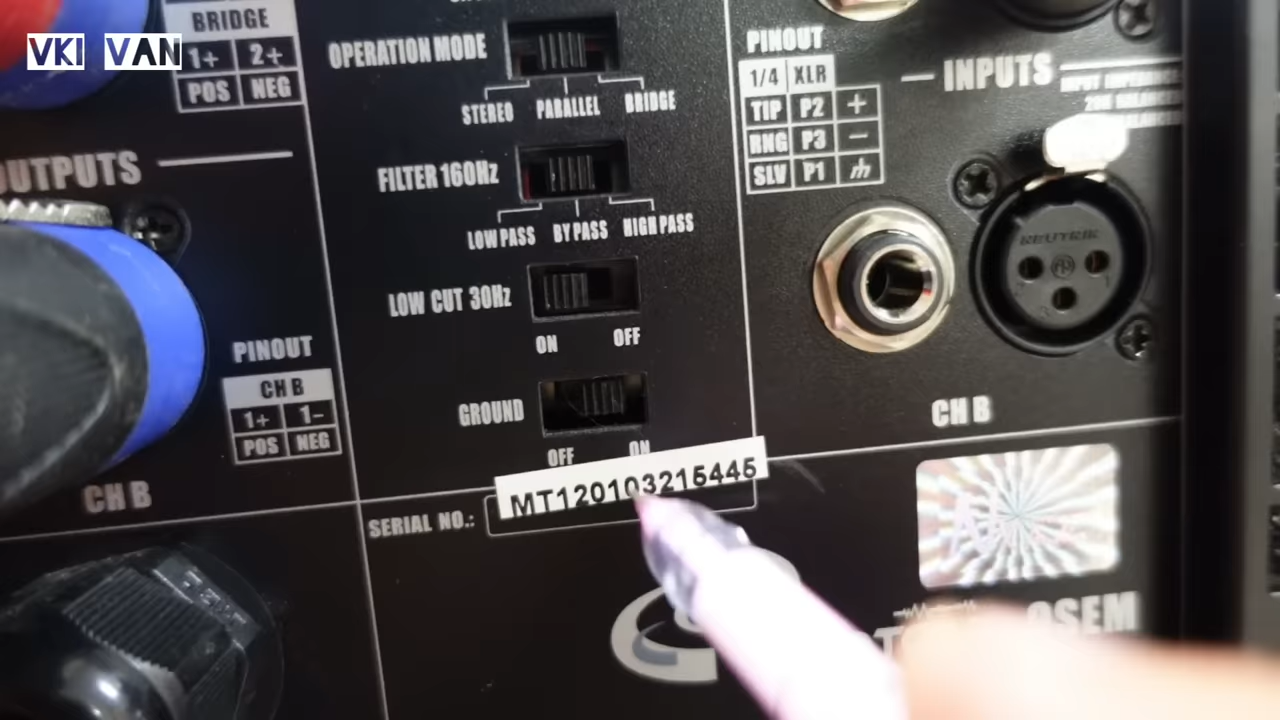 VKI VAN
BRIDGE
1+ 2+
POS NEG
OUTPUTS
PINOUT
CH B
1+ 1-
POS NEG
CH B
OPERATION MODE
STEREO PARALLEL BRIDGE
FILTER 160Hz
LOW PASS BY PASS HIGH PASS
LOW CUT 30Hz
ON OFF
GROUND
OFF ON
MT120103215445
SERIAL NO.:
PINOUT
1/4 XLR
TIP P2 +
RNG P3 -
SLV P1
INPUTS
INPUT IMPEDANCE
NEUTRIK
CH B